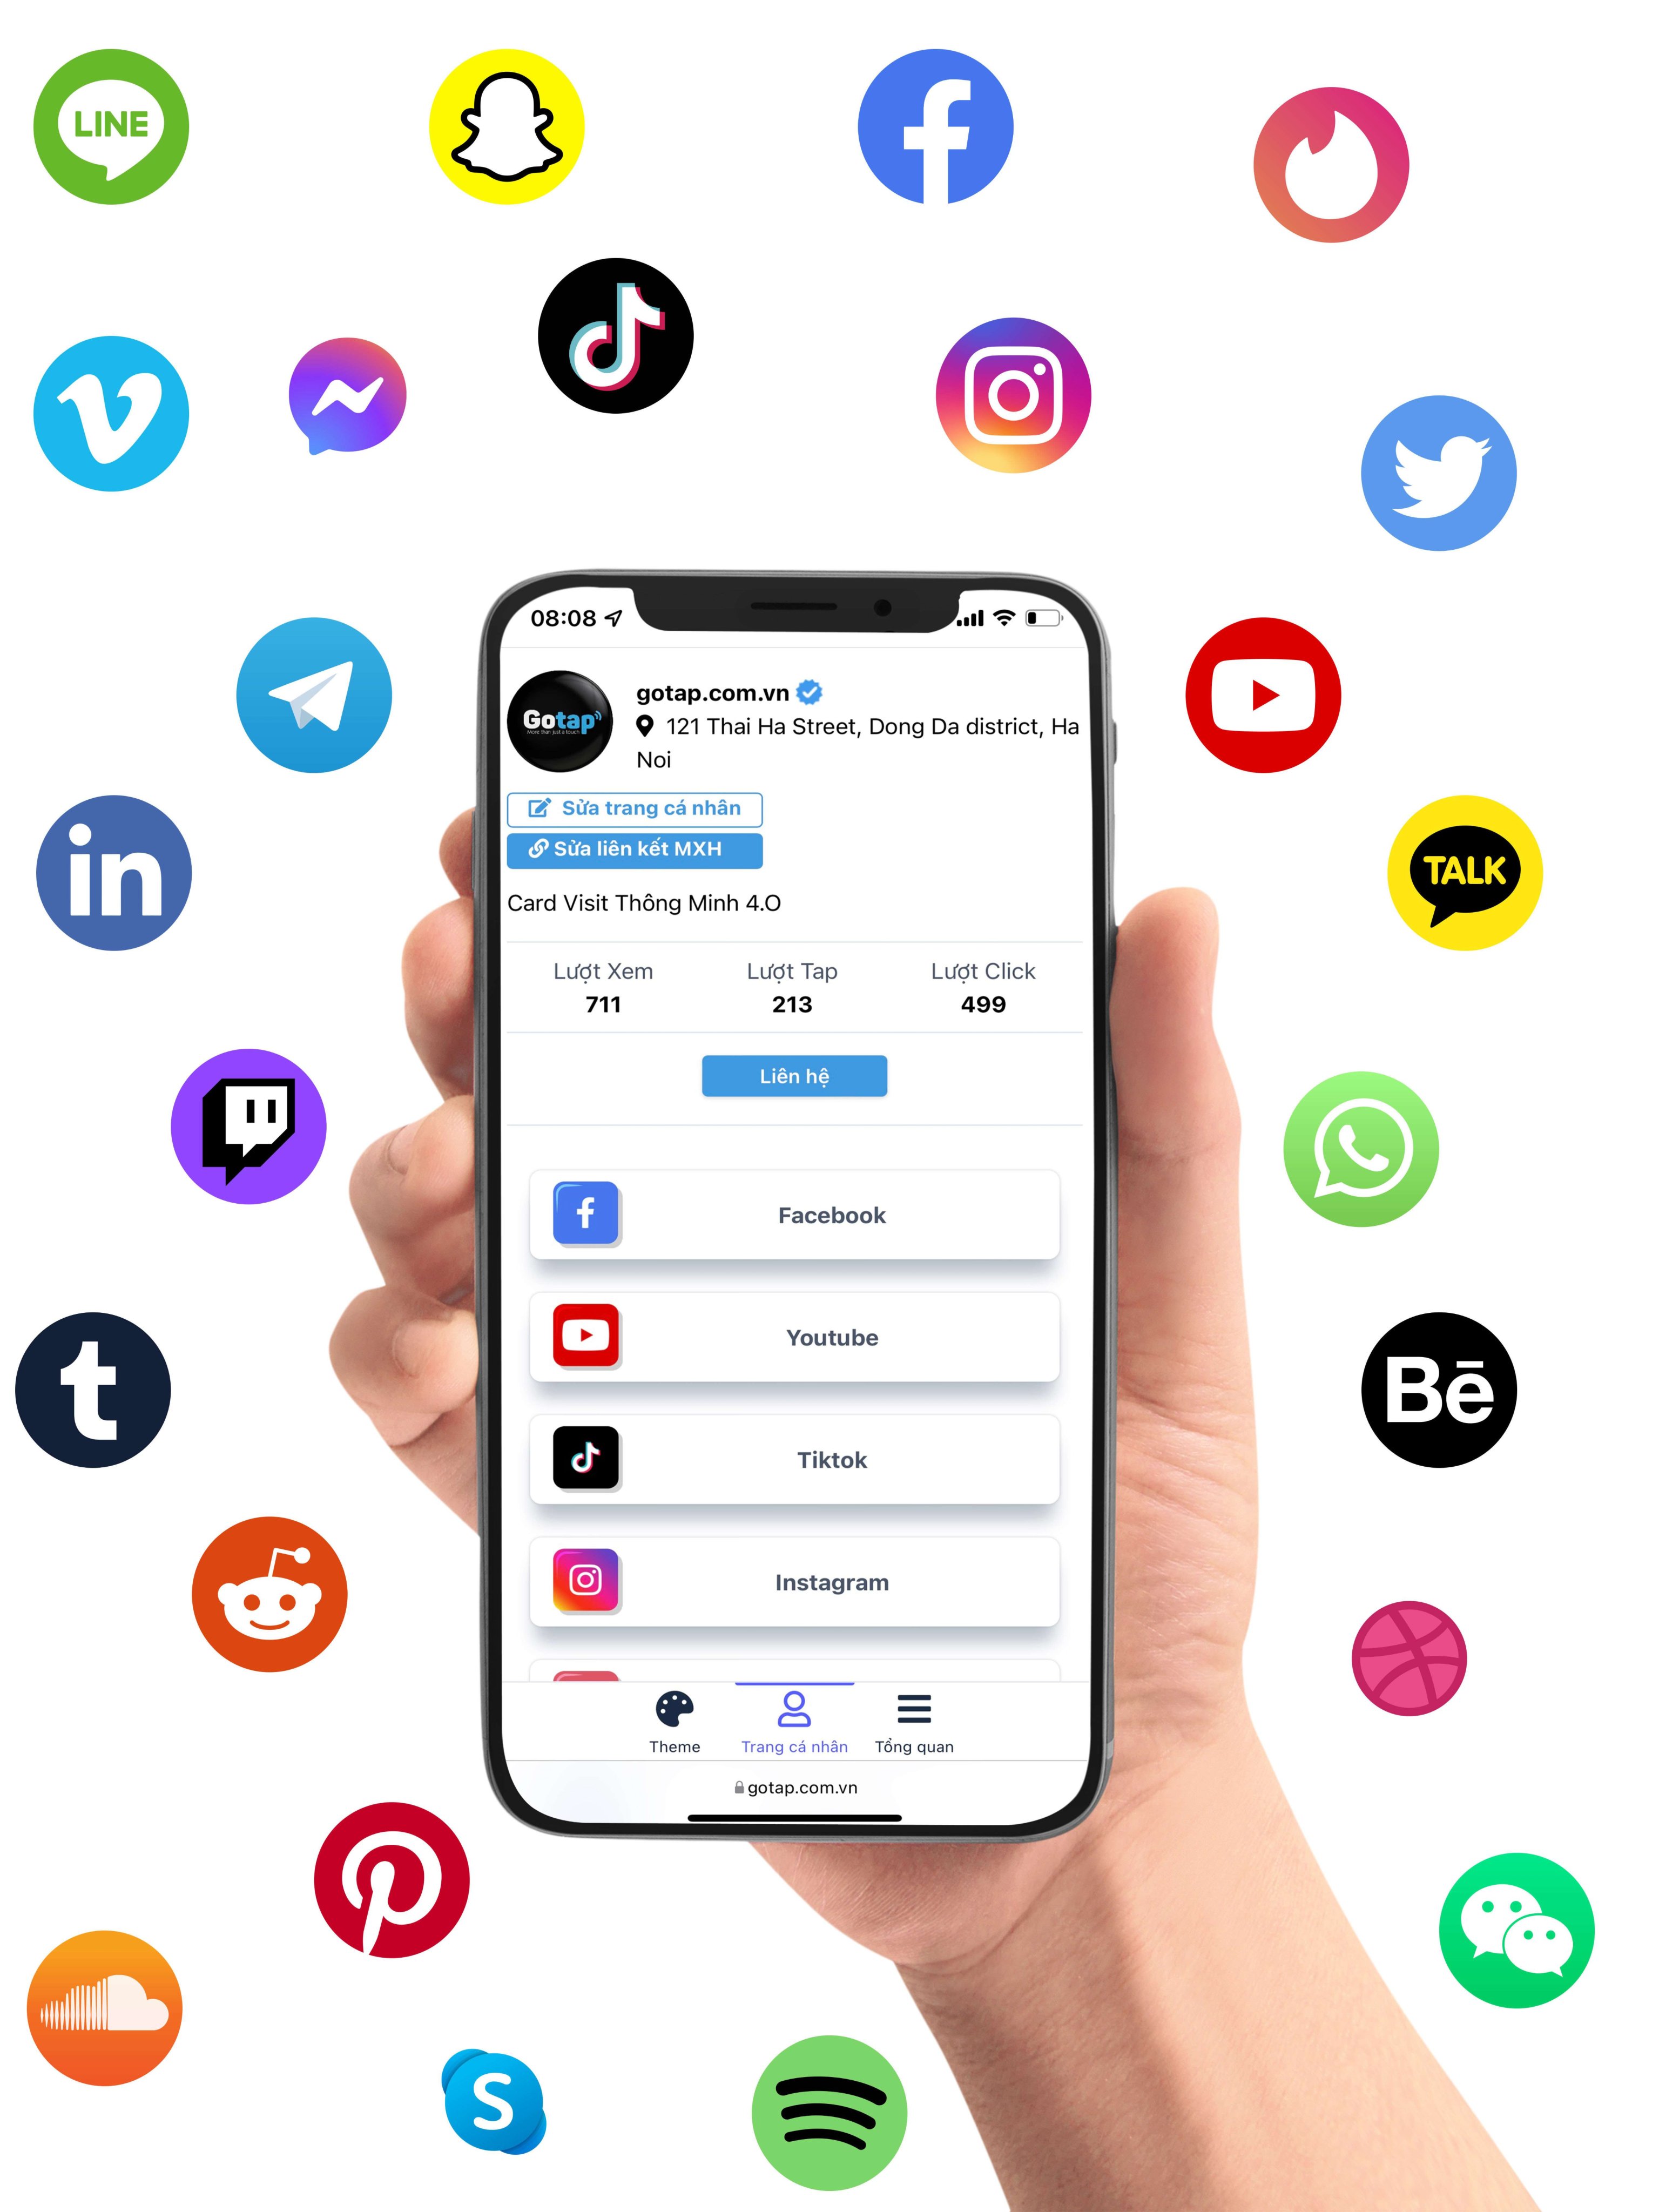 LINE
08:08
Gotap
More than just a touch
gotap.com.vn
121 Thai Ha Street, Dong Da district, Ha
Noi
Sửa trang cá nhân
Sửa liên kết MXH
in
TALK
Card Visit Thông Minh 4.O
Lượt Xem
Lượt Tap
Lượt Click
711
213
499
Liên hệ
Facebook
Youtube
t
Bē
Tiktok
Instagram
Theme
Trang cá nhân
Tổng quan
gotap.com.vn
S